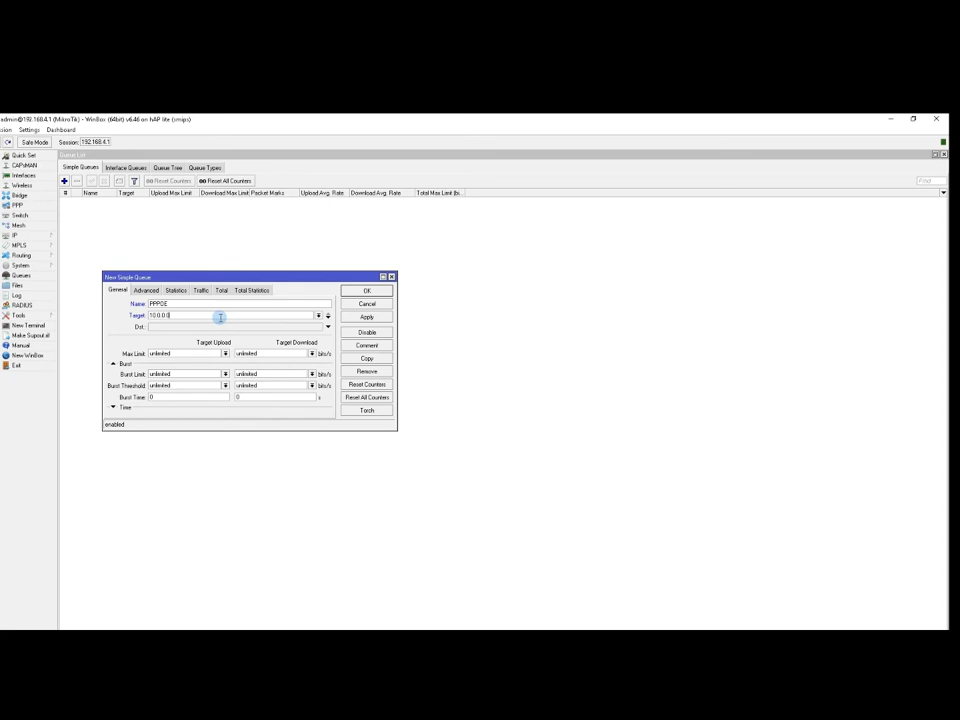 admin@192.168.4.1 (MikroTik) - WinBox (64bit) v6.46 on hAP lite (smips)
sion Settings Dashboard
Safe Mode Session: 192.168.4.1
Quick Set
CAPsMAN
Interfaces
Wireless
Bridge
PPP
Switch
Mesh
IP
MPLS
Routing
System
Queues
Files
Log
RADIUS
Tools
New Terminal
Make Supout.rif
Manual
New WinBox
Exit
Queue List
Simple Queues Interface Queues Queue Tree Queue Types
00 Reset Counters 00 Reset All Counters Find
# Name Target Upload Max Limit Download Max Limit Packet Marks Upload Avg. Rate Download Avg. Rate Total Max Limit (bi...
New Simple Queue
General Advanced Statistics Traffic Total Total Statistics
Name: PPPOE
Target: 10.0.0.0
Dst.:
Target Upload Target Download
Max Limit: unlimited unlimited bits/s
Burst
Burst Limit: unlimited unlimited bits/s
Burst Threshold: unlimited unlimited bits/s
Burst Time: 0 0 s
Time
OK
Cancel
Apply
Disable
Comment
Copy
Remove
Reset Counters
Reset All Counters
Torch
enabled